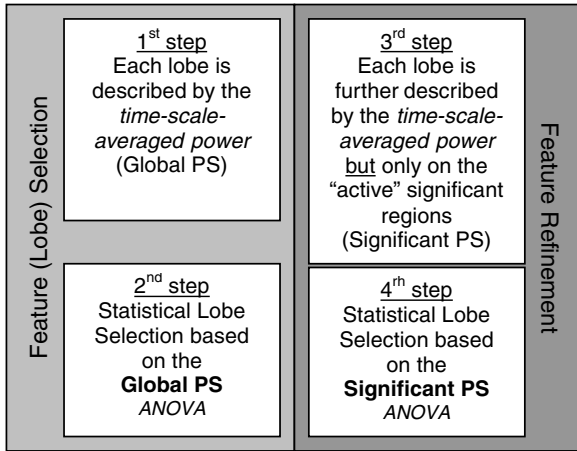 Feature (Lobe) Selection
1st step
Each lobe is
described by the
time-scale-
averaged power
(Global PS)
2nd step
Statistical Lobe
Selection based
on the
Global PS
ANOVA
3rd step
Each lobe is
further described
by the time-scale-
averaged power
but only on the
“active” significant
regions
(Significant PS)
4rh step
Statistical Lobe
Selection based
on the
Significant PS
ANOVA
Feature Refinement